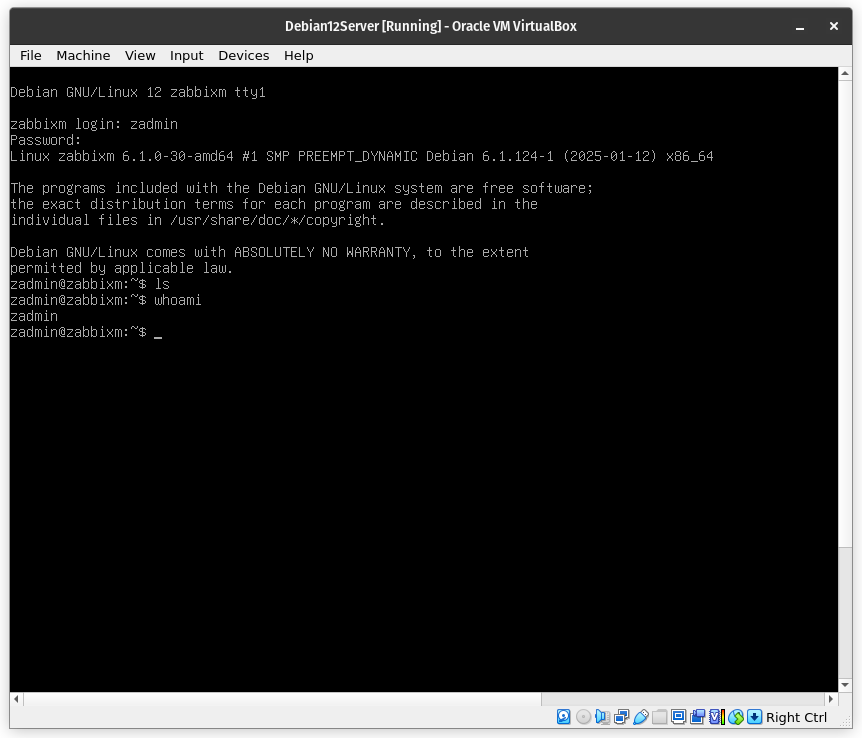 Debian12Server [Running] - Oracle VM VirtualBox
File Machine View Input Devices Help
Debian GNU/Linux 12 zabbixm tty1
zabbixm login: zadmin
Password:
Linux zabbixm 6.1.0-30-amd64 #1 SMP PREEMPT_DYNAMIC Debian 6.1.124-1 (2025-01-12) x86_64
The programs included with the Debian GNU/Linux system are free software;
the exact distribution terms for each program are described in the
individual files in /usr/share/doc/*/copyright.
Debian GNU/Linux comes with ABSOLUTELY NO WARRANTY, to the extent
permitted by applicable law.
zadmin@zabbixm:~$ ls
zadmin@zabbixm:~$ whoami
zadmin
zadmin@zabbixm:~$ _
Right Ctrl